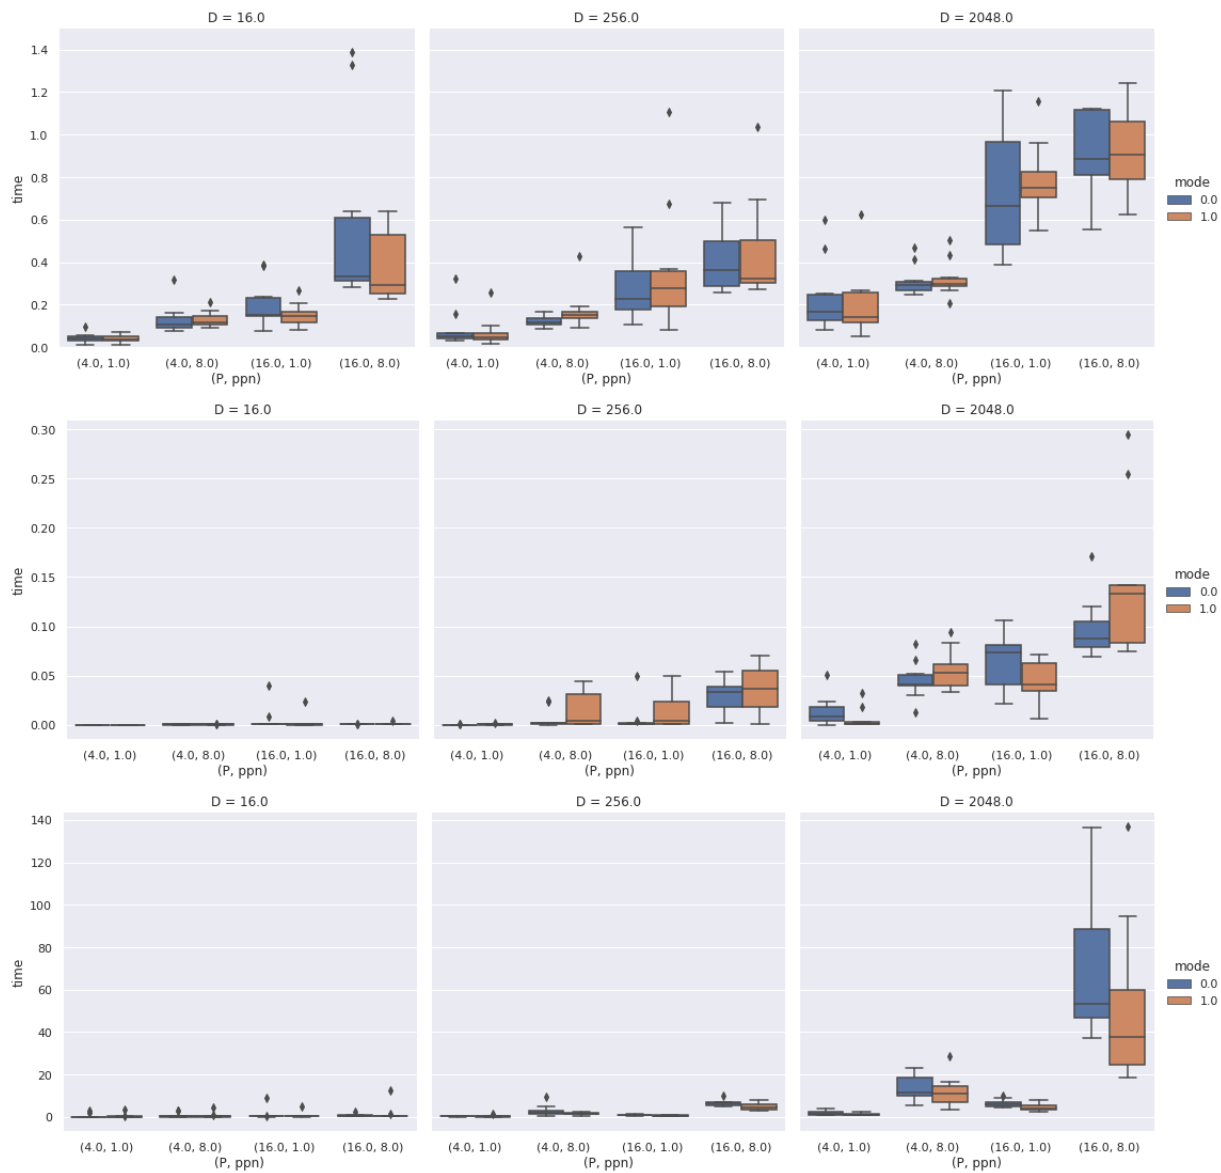 D = 16.0 D = 256.0 D = 2048.0
1.4
1.2
1.0
0.8
0.6
0.4
0.2
0.0
time
(4.0, 1.0) (4.0, 8.0) (16.0, 1.0) (16.0, 8.0) (4.0, 1.0) (4.0, 8.0) (16.0, 1.0) (16.0, 8.0) (4.0, 1.0) (4.0, 8.0) (16.0, 1.0) (16.0, 8.0)
(P, ppn) (P, ppn) (P, ppn)
mode
0.0
1.0
D = 16.0 D = 256.0 D = 2048.0
0.30
0.25
0.20
0.15
0.10
0.05
0.00
time
(4.0, 1.0) (4.0, 8.0) (16.0, 1.0) (16.0, 8.0) (4.0, 1.0) (4.0, 8.0) (16.0, 1.0) (16.0, 8.0) (4.0, 1.0) (4.0, 8.0) (16.0, 1.0) (16.0, 8.0)
(P, ppn) (P, ppn) (P, ppn)
mode
0.0
1.0
D = 16.0 D = 256.0 D = 2048.0
140
120
100
80
60
40
20
0
time
(4.0, 1.0) (4.0, 8.0) (16.0, 1.0) (16.0, 8.0) (4.0, 1.0) (4.0, 8.0) (16.0, 1.0) (16.0, 8.0) (4.0, 1.0) (4.0, 8.0) (16.0, 1.0) (16.0, 8.0)
(P, ppn) (P, ppn) (P, ppn)
mode
0.0
1.0